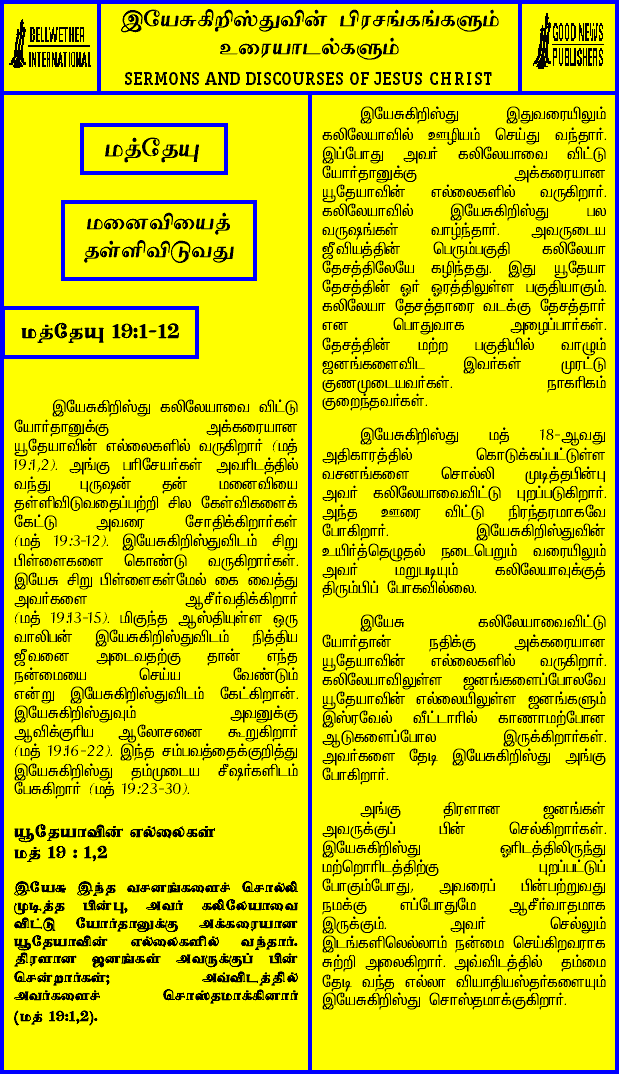 BELLWETHER
INTERNATIONAL
இயேசுகிறிஸ்துவின் பிரசங்கங்களும்
உரையாடல்களும்
SERMONS AND DISCOURSES OF JESUS CHRIST
GOOD NEWS
PUBLISHERS
மத்தேயு
மனைவியைத்
தள்ளிவிடுவது
மத்தேயு 19:1-12
இயேசுகிறிஸ்து கலிலேயாவை விட்டு
யோர்தானுக்கு அக்கரையான
யூதேயாவின் எல்லைகளில் வருகிறார் (மத்
19:1,2). அங்கு பரிசேயர்கள் அவரிடத்தில்
வந்து புருஷன் தன் மனைவியை
தள்ளிவிடுவதைப்பற்றி சில கேள்விகளைக்
கேட்டு அவரை சோதிக்கிறார்கள்
(மத் 19:3-12). இயேசுகிறிஸ்துவிடம் சிறு
பிள்ளைகளை கொண்டு வருகிறார்கள்.
இயேசு சிறு பிள்ளைகள்மேல் கை வைத்து
அவர்களை ஆசீர்வதிக்கிறார்
(மத் 19:13-15). மிகுந்த ஆஸ்தியுள்ள ஒரு
வாலிபன் இயேசுகிறிஸ்துவிடம் நித்திய
ஜீவனை அடைவதற்கு தான் எந்த
நன்மையை செய்ய வேண்டும்
என்று இயேசுகிறிஸ்துவிடம் கேட்கிறான்.
இயேசுகிறிஸ்துவும் அவனுக்கு
ஆவிக்குரிய ஆலோசனை கூறுகிறார்
(மத் 19:16-22). இந்த சம்பவத்தைக்குறித்து
இயேசுகிறிஸ்து தம்முடைய சீஷர்களிடம்
பேசுகிறார் (மத் 19:23-30).
யூதேயாவின் எல்லைகள்
மத் 19 : 1,2
இயேசு இந்த வசனங்களைச் சொல்லி
முடித்த பின்பு, அவர் கலிலேயாவை
விட்டு யோர்தானுக்கு அக்கரையான
யூதேயாவின் எல்லைகளில் வந்தார்.
திரளான ஜனங்கள் அவருக்குப் பின்
சென்றார்கள்; அவ்விடத்தில்
அவர்களைச் சொஸ்தமாக்கினார்
(மத் 19:1,2).
இயேசுகிறிஸ்து இதுவரையிலும்
கலிலேயாவில் ஊழியம் செய்து வந்தார்.
இப்போது அவர் கலிலேயாவை விட்டு
யோர்தானுக்கு அக்கரையான
யூதேயாவின் எல்லைகளில் வருகிறார்.
கலிலேயாவில் இயேசுகிறிஸ்து பல
வருஷங்கள் வாழ்ந்தார். அவருடைய
ஜீவியத்தின் பெரும்பகுதி கலிலேயா
தேசத்திலேயே கழிந்தது. இது யூதேயா
தேசத்தின் ஓர் ஓரத்திலுள்ள பகுதியாகும்.
கலிலேயா தேசத்தாரை வடக்கு தேசத்தார்
என பொதுவாக அழைப்பார்கள்.
தேசத்தின் மற்ற பகுதியில் வாழும்
ஜனங்களைவிட இவர்கள் முரட்டு
குணமுடையவர்கள். நாகரிகம்
குறைந்தவர்கள்.
இயேசுகிறிஸ்து மத் 18-ஆவது
அதிகாரத்தில் கொடுக்கப்பட்டுள்ள
வசனங்களை சொல்லி முடித்தபின்பு
அவர் கலிலேயாவைவிட்டு புறப்படுகிறார்.
அந்த ஊரை விட்டு நிரந்தரமாகவே
போகிறார். இயேசுகிறிஸ்துவின்
உயிர்த்தெழுதல் நடைபெறும் வரையிலும்
அவர் மறுபடியும் கலிலேயாவுக்குத்
திரும்பிப் போகவில்லை.
இயேசு கலிலேயாவைவிட்டு
யோர்தான் நதிக்கு அக்கரையான
யூதேயாவின் எல்லைகளில் வருகிறார்.
கலிலேயாவிலுள்ள ஜனங்களைப்போலவே
யூதேயாவின் எல்லையிலுள்ள ஜனங்களும்
இஸ்ரவேல் வீட்டாரில் காணாமற்போன
ஆடுகளைப்போல இருக்கிறார்கள்.
அவர்களை தேடி இயேசுகிறிஸ்து அங்கு
போகிறார்.
அங்கு திரளான ஜனங்கள்
அவருக்குப் பின் செல்கிறார்கள்.
இயேசுகிறிஸ்து ஓரிடத்திலிருந்து
மற்றொரிடத்திற்கு புறப்பட்டுப்
போகும்போது, அவரைப் பின்பற்றுவது
நமக்கு எப்போதுமே ஆசீர்வாதமாக
இருக்கும். அவர் செல்லும்
இடங்களிலெல்லாம் நன்மை செய்கிறவராக
சுற்றி அலைகிறார். அவ்விடத்தில் தம்மை
தேடி வந்த எல்லா வியாதியஸ்தர்களையும்
இயேசுகிறிஸ்து சொஸ்தமாக்குகிறார்.